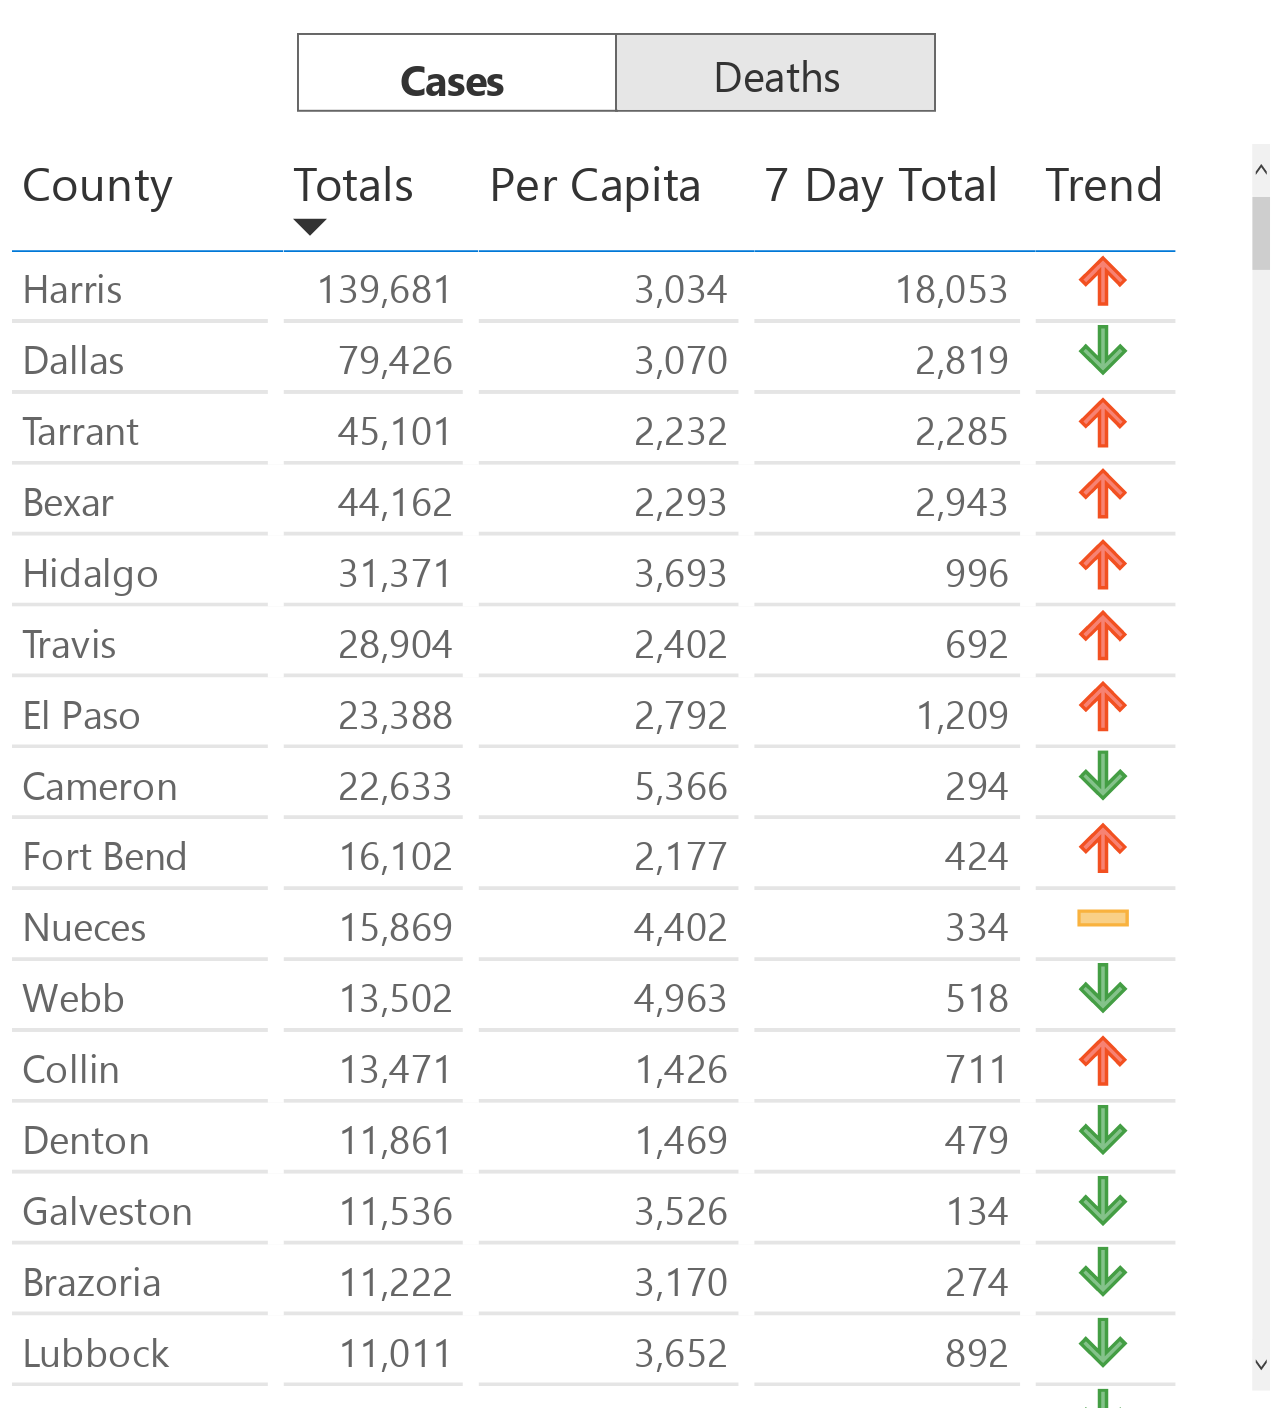 Cases Deaths
County Totals Per Capita 7 Day Total Trend
Harris 139,681 3,034 18,053
Dallas 79,426 3,070 2,819
Tarrant 45,101 2,232 2,285
Bexar 44,162 2,293 2,943
Hidalgo 31,371 3,693 996
Travis 28,904 2,402 692
El Paso 23,388 2,792 1,209
Cameron 22,633 5,366 294
Fort Bend 16,102 2,177 424
Nueces 15,869 4,402 334
Webb 13,502 4,963 518
Collin 13,471 1,426 711
Denton 11,861 1,469 479
Galveston 11,536 3,526 134
Brazoria 11,222 3,170 274
Lubbock 11,011 3,652 892